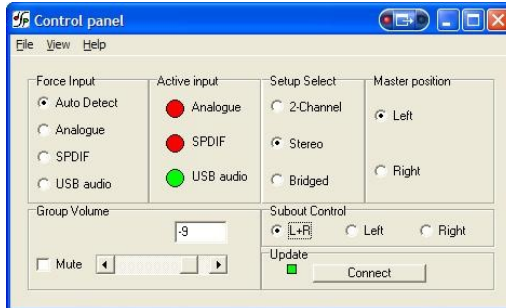 Control panel
File View Help
Force Input
Auto Detect
Analogue
SPDIF
USB audio
Active input
Analogue
SPDIF
USB audio
Setup Select
2-Channel
Stereo
Bridged
Master position
Left
Right
Group Volume
-9
Mute
Subout Control
L+R Left Right
Update
Connect